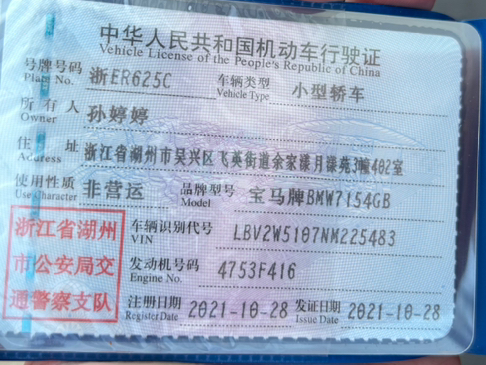 中华人民共和国机动车行驶证
Vehicle License of the People's Republic of China
号牌号码 浙ER625C 车辆类型 小型轿车
Plate No. Vehicle Type
所有人 孙婷婷
Owner
住址 浙江省湖州市吴兴区飞英街道余家漾月漾苑3幢402室
Address
使用性质 非营运 品牌型号 宝马牌BMW7154GB
Use Character Model
浙江省湖州
市公安局交
通警察支队
车辆识别代号 LBV2W5107NM225483
VIN
发动机号码 4753F416
Engine No.
注册日期 2021-10-28 发证日期 2021-10-28
Register Date Issue Date